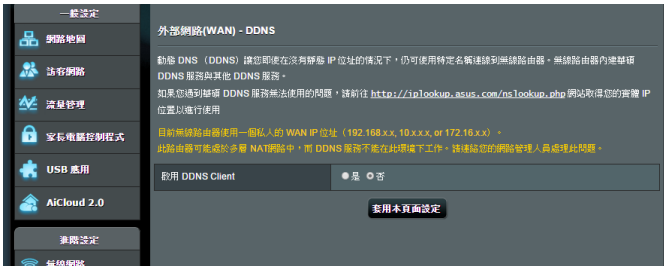 一般設定
網路地圖
訪客網路
流量管理
家長電腦控制程式
USB 應用
AiCloud 2.0
進階設定
無線網路
外部網路(WAN) - DDNS
動態 DNS （DDNS）讓您即使在沒有靜態 IP 位址的情況下，仍可使用特定名稱連線到無線路由器。無線路由器內建華碩
DDNS 服務與其他 DDNS 服務。
如果您遇到華碩 DDNS 服務無法使用的問題，請前往 http://iplookup.asus.com/nslookup.php 網站取得您的實體 IP
位置以進行使用
目前無線路由器使用一個私人的 WAN IP 位址（192.168.x.x, 10.x.x.x, or 172.16.x.x）。
此路由器可能處於多層 NAT網路中，而 DDNS 服務不能在此環境下工作。請連絡您的網路管理人員處理此問題。
啟用 DDNS Client
是 否
套用本頁面設定